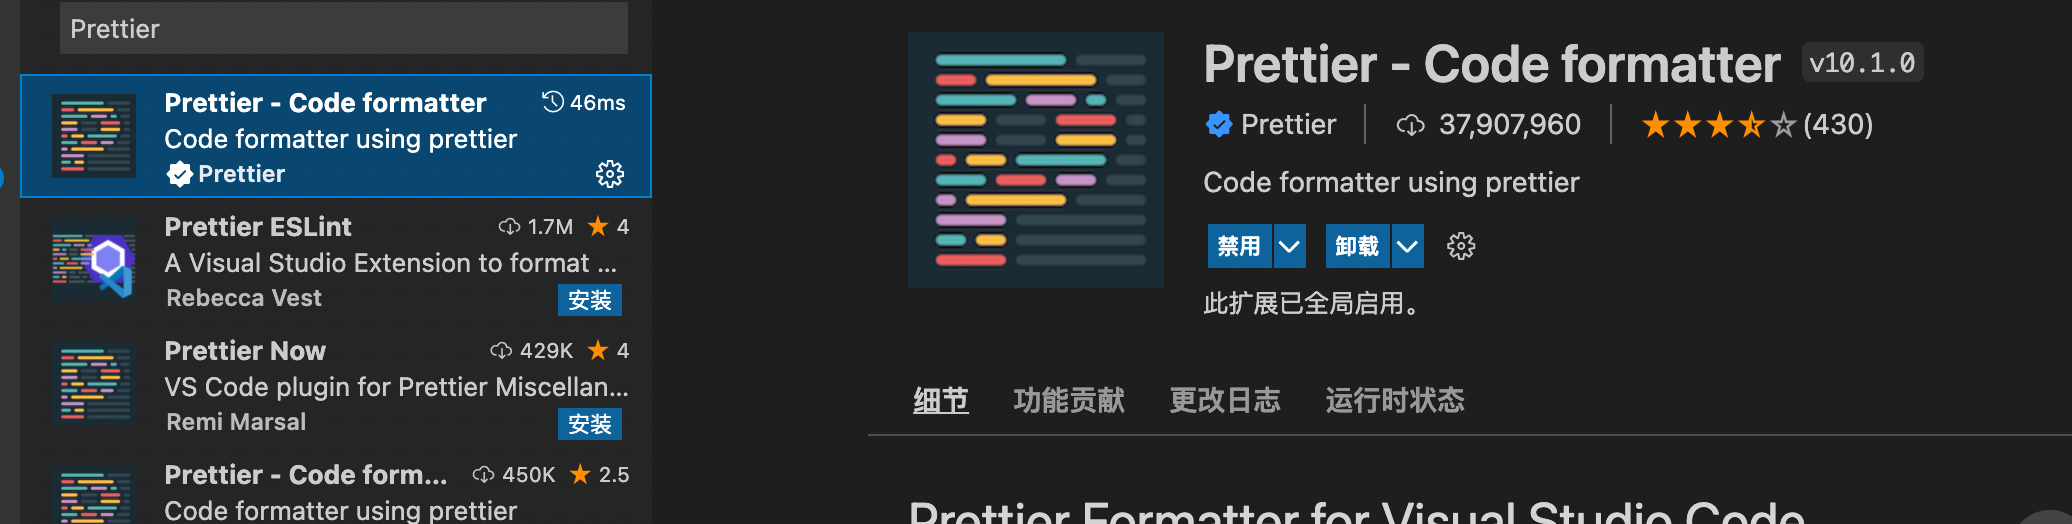 Prettier
Prettier - Code formatter 46ms
Code formatter using prettier
Prettier
Prettier ESLint 1.7M 4
A Visual Studio Extension to format ...
Rebecca Vest 安装
Prettier Now 429K 4
VS Code plugin for Prettier Miscellan...
Remi Marsal 安装
Prettier - Code form... 450K 2.5
Code formatter using prettier
Prettier - Code formatter v10.1.0
Prettier 37,907,960 (430)
Code formatter using prettier
禁用 卸载
此扩展已全局启用。
细节 功能贡献 更改日志 运行时状态
Prettier Formatter for Visual Studio Code